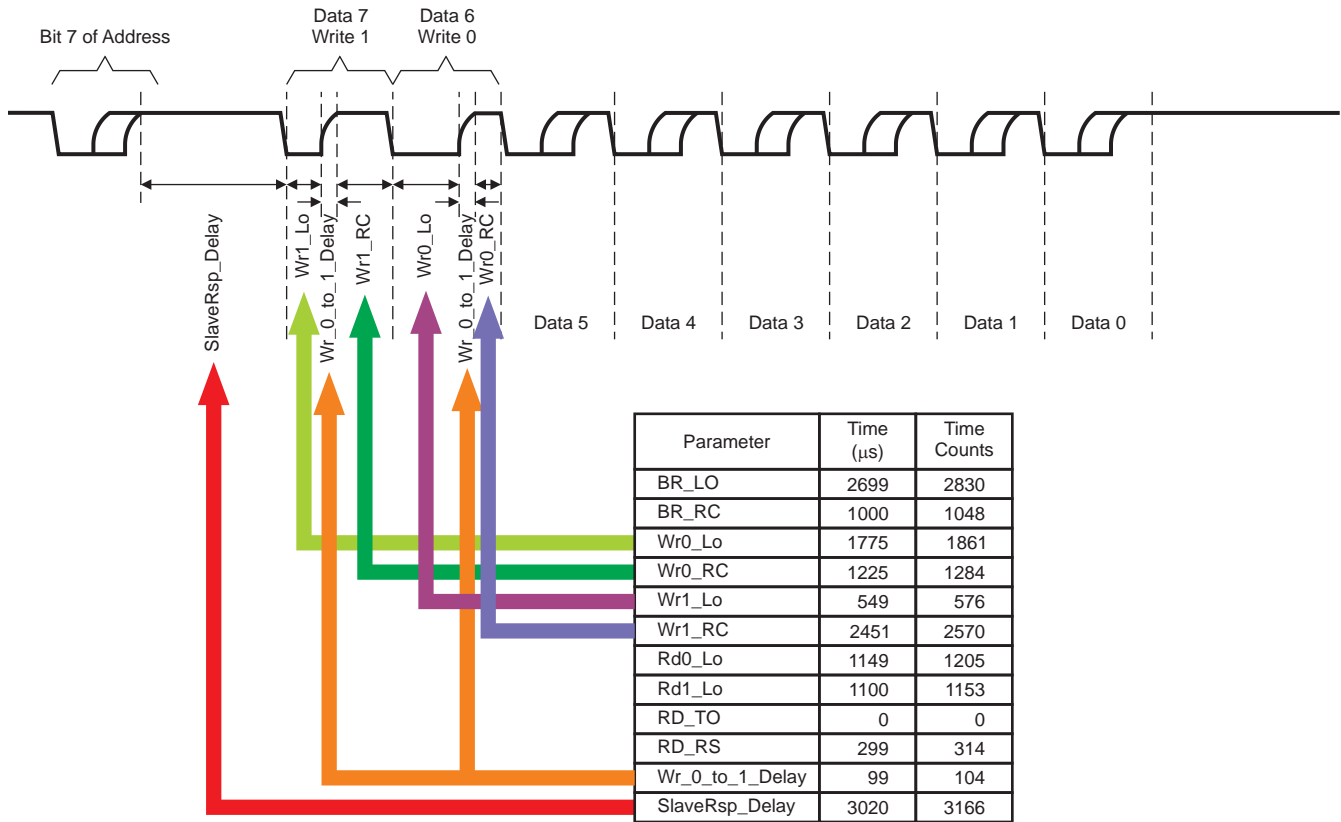 Bit 7 of Address
Data 7
Write 1
Data 6
Write 0
SlaveRsp_Delay
Wr1_Lo
Wr_0_to_1_Delay
Wr1_RC
Wr0_Lo
Wr_0_to_1_Delay
Wr0_RC
Data 5
Data 4
Data 3
Data 2
Data 1
Data 0
Parameter Time (μs) Time Counts
BR_LO 2699 2830
BR_RC 1000 1048
Wr0_Lo 1775 1861
Wr0_RC 1225 1284
Wr1_Lo 549 576
Wr1_RC 2451 2570
Rd0_Lo 1149 1205
Rd1_Lo 1100 1153
RD_TO 0 0
RD_RS 299 314
Wr_0_to_1_Delay 99 104
SlaveRsp_Delay 3020 3166